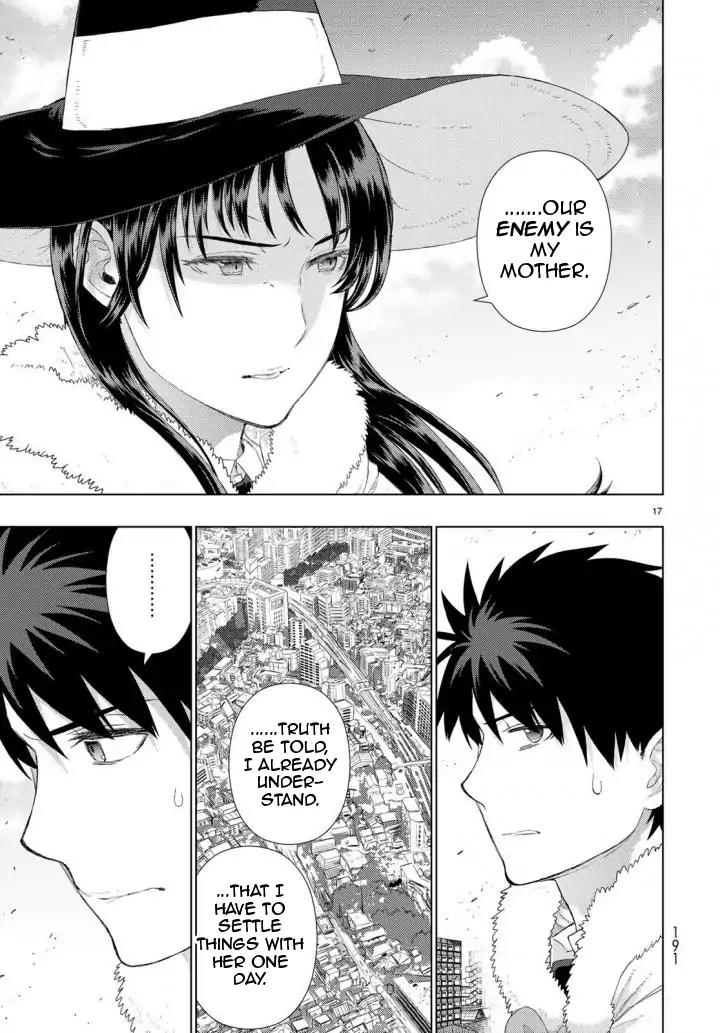 .......OUR
ENEMY IS
MY
MOTHER.
17
......TRUTH
BE TOLD,
I ALREADY
UNDER-
STAND.
...THAT I
HAVE TO
SETTLE
THINGS WITH
HER ONE
DAY.
..........
191